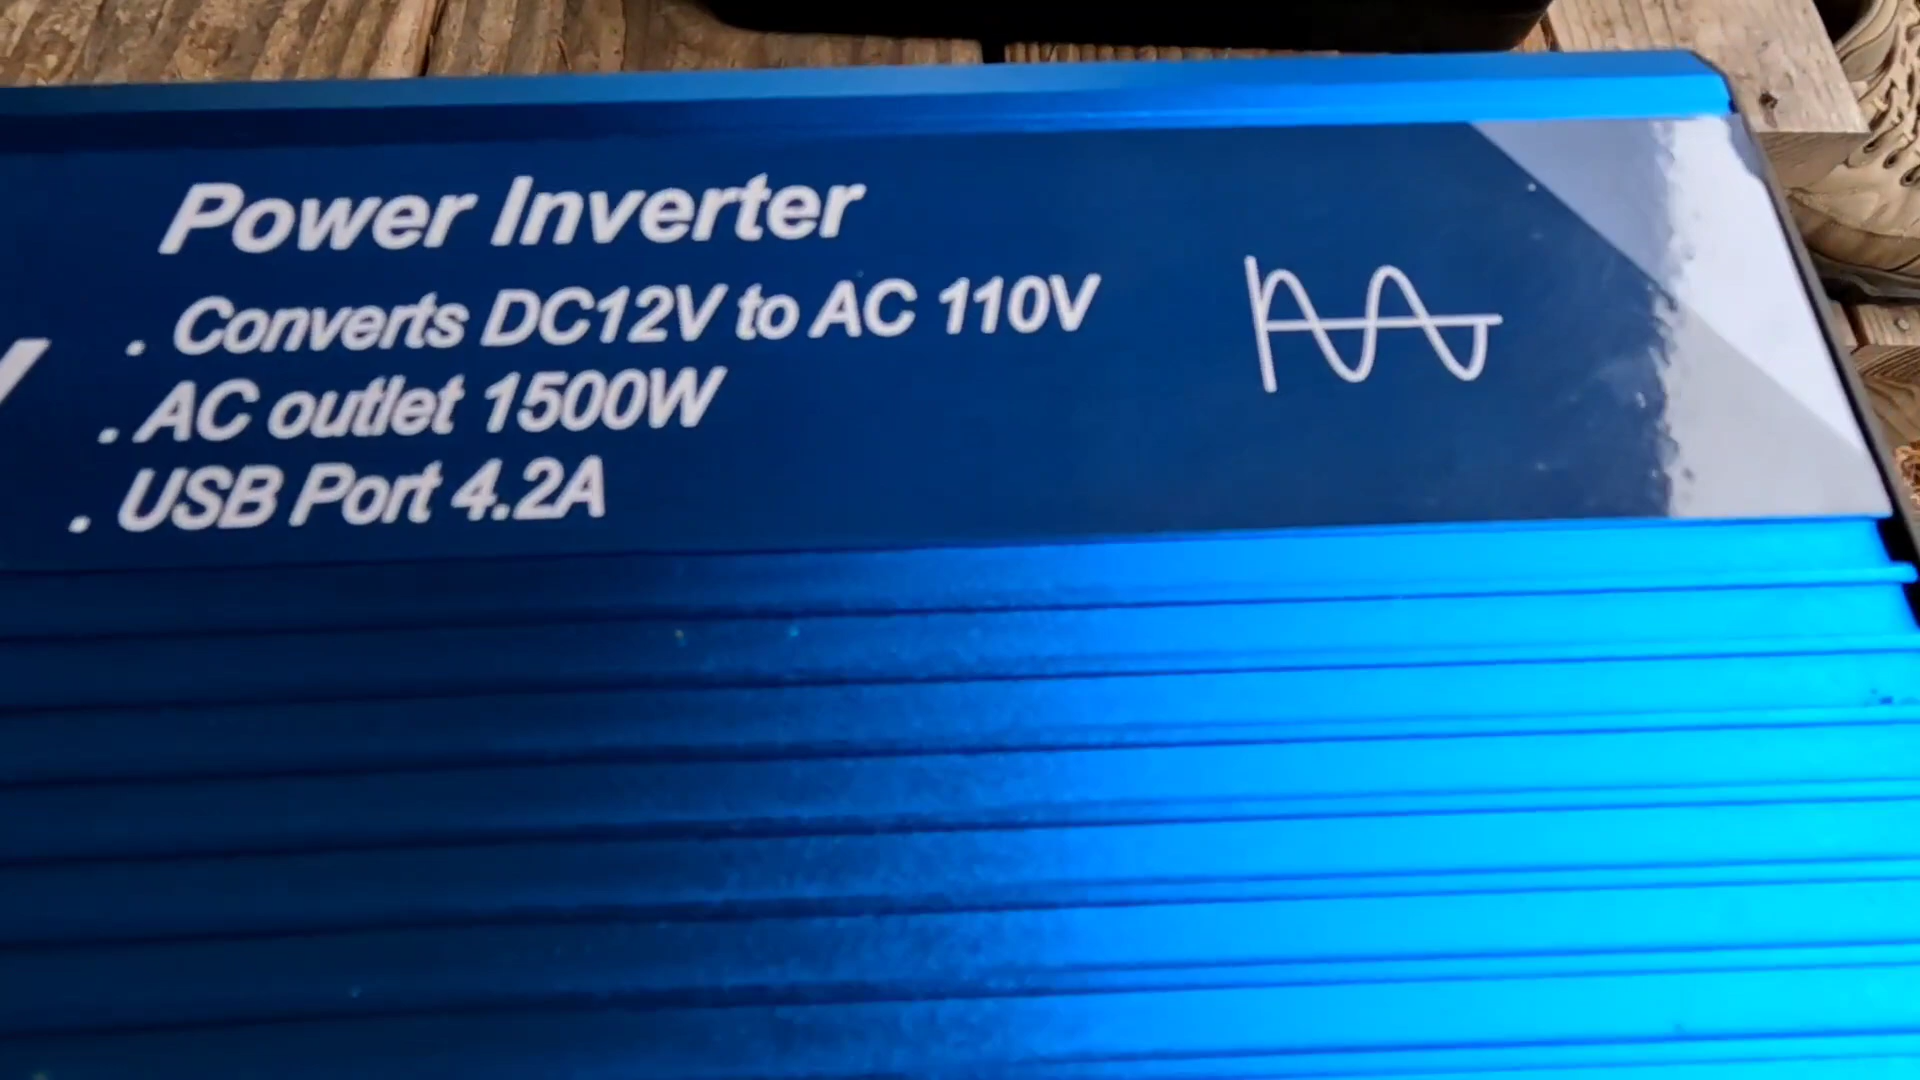 Power Inverter
. Converts DC12V to AC 110V
. AC outlet 1500W
. USB Port 4.2A